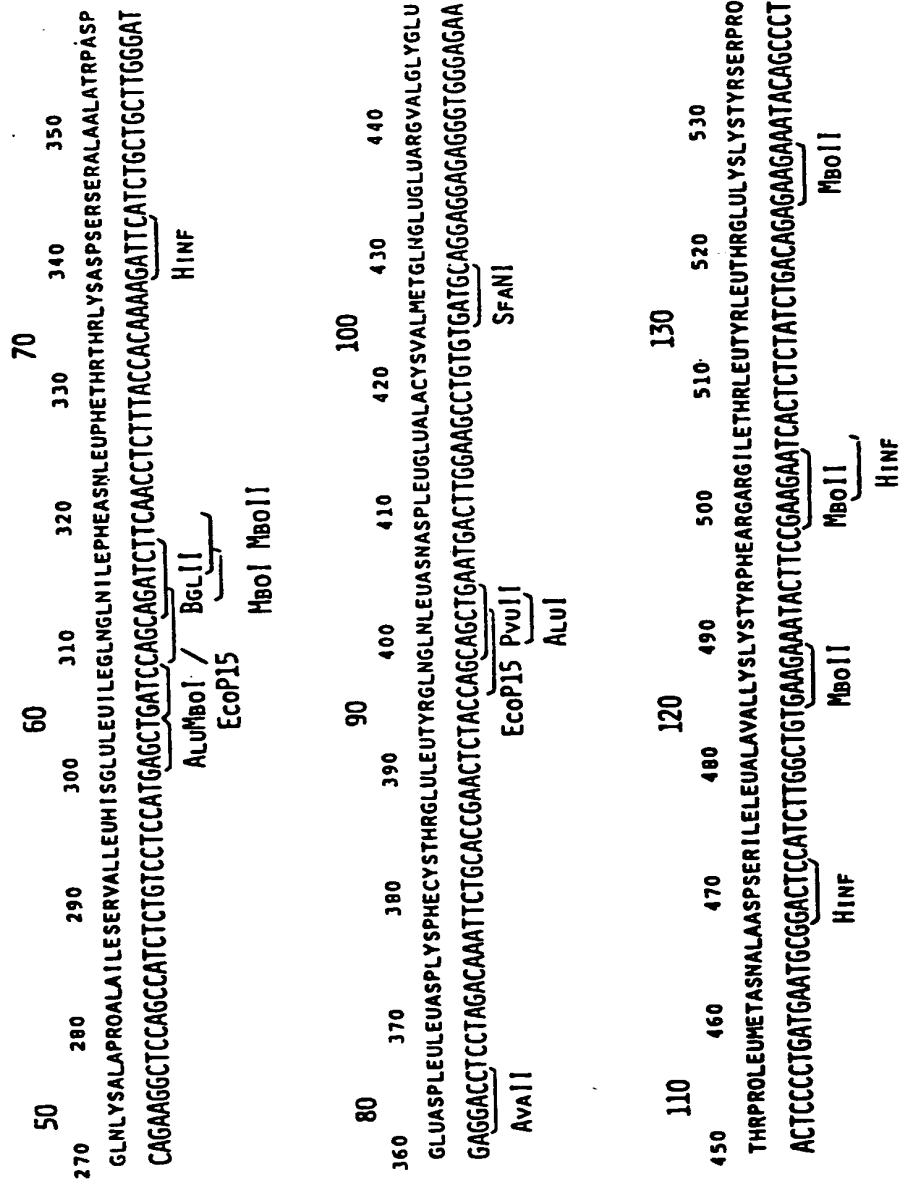 50 60 70
270 280 290 300 310 320 330 340 350
GLNLYSALAPROALAILESERVALLEUHISGLULEUILEGLNGLNILEPHEASNLEUPHETHRTHRLYSASPSERSERALAALATRPASP
CAGAAGGCTCCAGCCATCTCTGTCCTCCATGAGCTGATCCAGCAGATCTTCAACCTCTTTACCACAAAAGATTCATCTGCTGCTTGGGAT
ALUMBOI / BGLII HINF
ECOP15 MBOI MBOII
80 90 100
360 370 380 390 400 410 420 430 440
GLUASPLEULEUASPLYSPHECYSTHRGLULEUTYRGLNGLNLEUASNASPLEUGLUALACYSVALMETGLNGLUGLUARGVALGLYGLU
GAGGACCTCCTAGACAAATTCTGCACCGAACTCTACCAGCAGCTGAATGACTTGGAAGCCTGTGTGATGCAGGAGGAGAGGGTGGGAGAA
AVAII ECOP15 PVUII SFANI
ALUI
110 120 130
450 460 470 480 490 500 510 520 530
THRPROLEUMETASNALAASPSERILELEUALAVALLYSLYSTYRPHEARGARGILETHRLEUTYRLEUTHRGLULYSLYSTYRSERPRO
ACTCCCCTGATGAATGCGGACTCCATCTTGGCTGTGAAGAAATACTTCCGAAGAATCACTCTCTATCTGACAGAGAAGAAATACAGCCCT
HINF MBOII MBOII MBOII
HINF